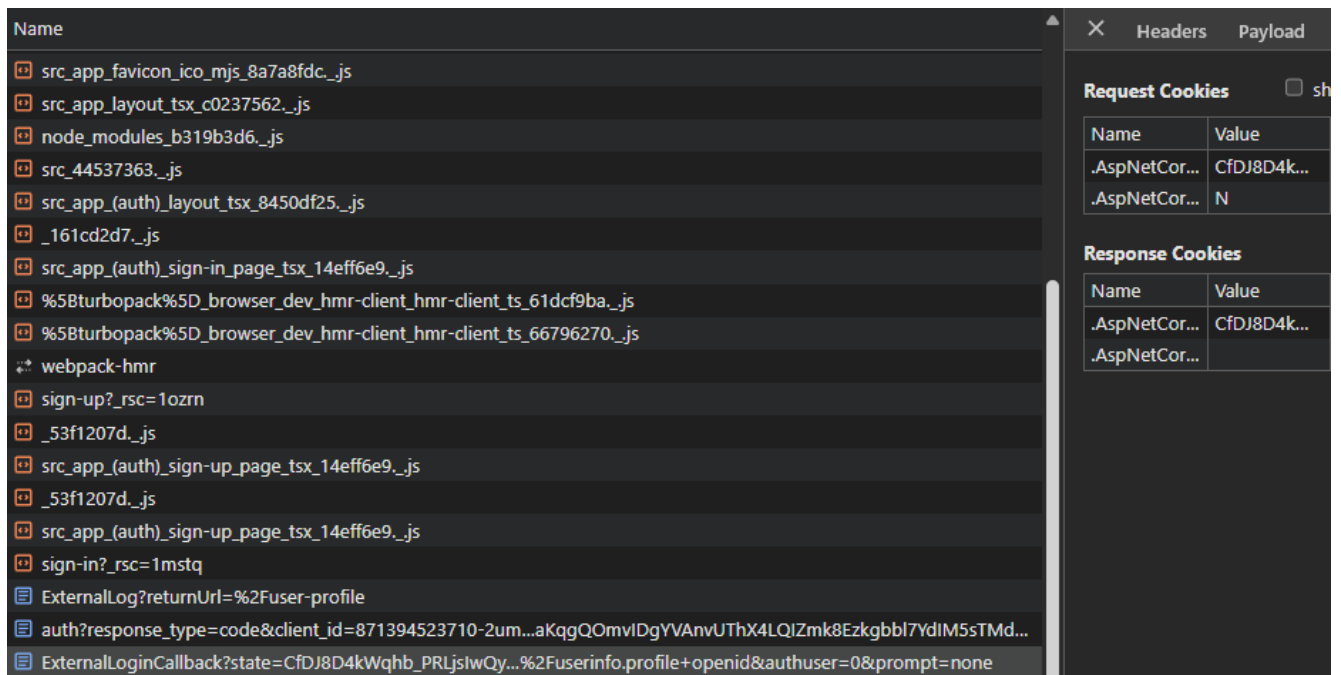 Name
src_app_favicon_ico_mjs_8a7a8fdc._.js
src_app_layout_tsx_c0237562._.js
node_modules_b319b3d6._.js
src_44537363._.js
src_app_(auth)_layout_tsx_8450df25._.js
_161cd2d7._.js
src_app_(auth)_sign-in_page_tsx_14eff6e9._.js
%5Bturbopack%5D_browser_dev_hmr-client_hmr-client_ts_61dcf9ba._.js
%5Bturbopack%5D_browser_dev_hmr-client_hmr-client_ts_66796270._.js
webpack-hmr
sign-up?_rsc=1ozrn
_53f1207d._.js
src_app_(auth)_sign-up_page_tsx_14eff6e9._.js
_53f1207d._.js
src_app_(auth)_sign-up_page_tsx_14eff6e9._.js
sign-in?_rsc=1mstq
ExternalLog?returnUrl=%2Fuser-profile
auth?response_type=code&client_id=871394523710-2um...aKqgQOmvIDgYVAnvUThX4LQIZmk8Ezkgbbl7YdIM5sTMd...
ExternalLoginCallback?state=CfDJ8D4kWqhb_PRLjsIwQy...%2Fuserinfo.profile+openid&authuser=0&prompt=none
Headers Payload
Request Cookies sh
Name Value
.AspNetCor... CfDJ8D4k...
.AspNetCor... N
Response Cookies
Name Value
.AspNetCor... CfDJ8D4k...
.AspNetCor...